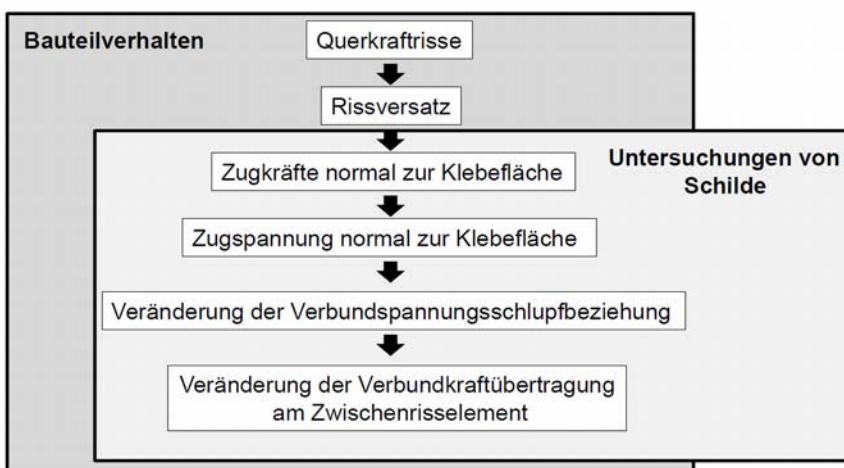 Bauteilverhalten
Querkraftrisse
Rissversatz
Untersuchungen von
Schilde
Zugkräfte normal zur Klebefläche
Zugspannung normal zur Klebefläche
Veränderung der Verbundspannungsschlupfbeziehung
Veränderung der Verbundkraftübertragung
am Zwischenrisselement